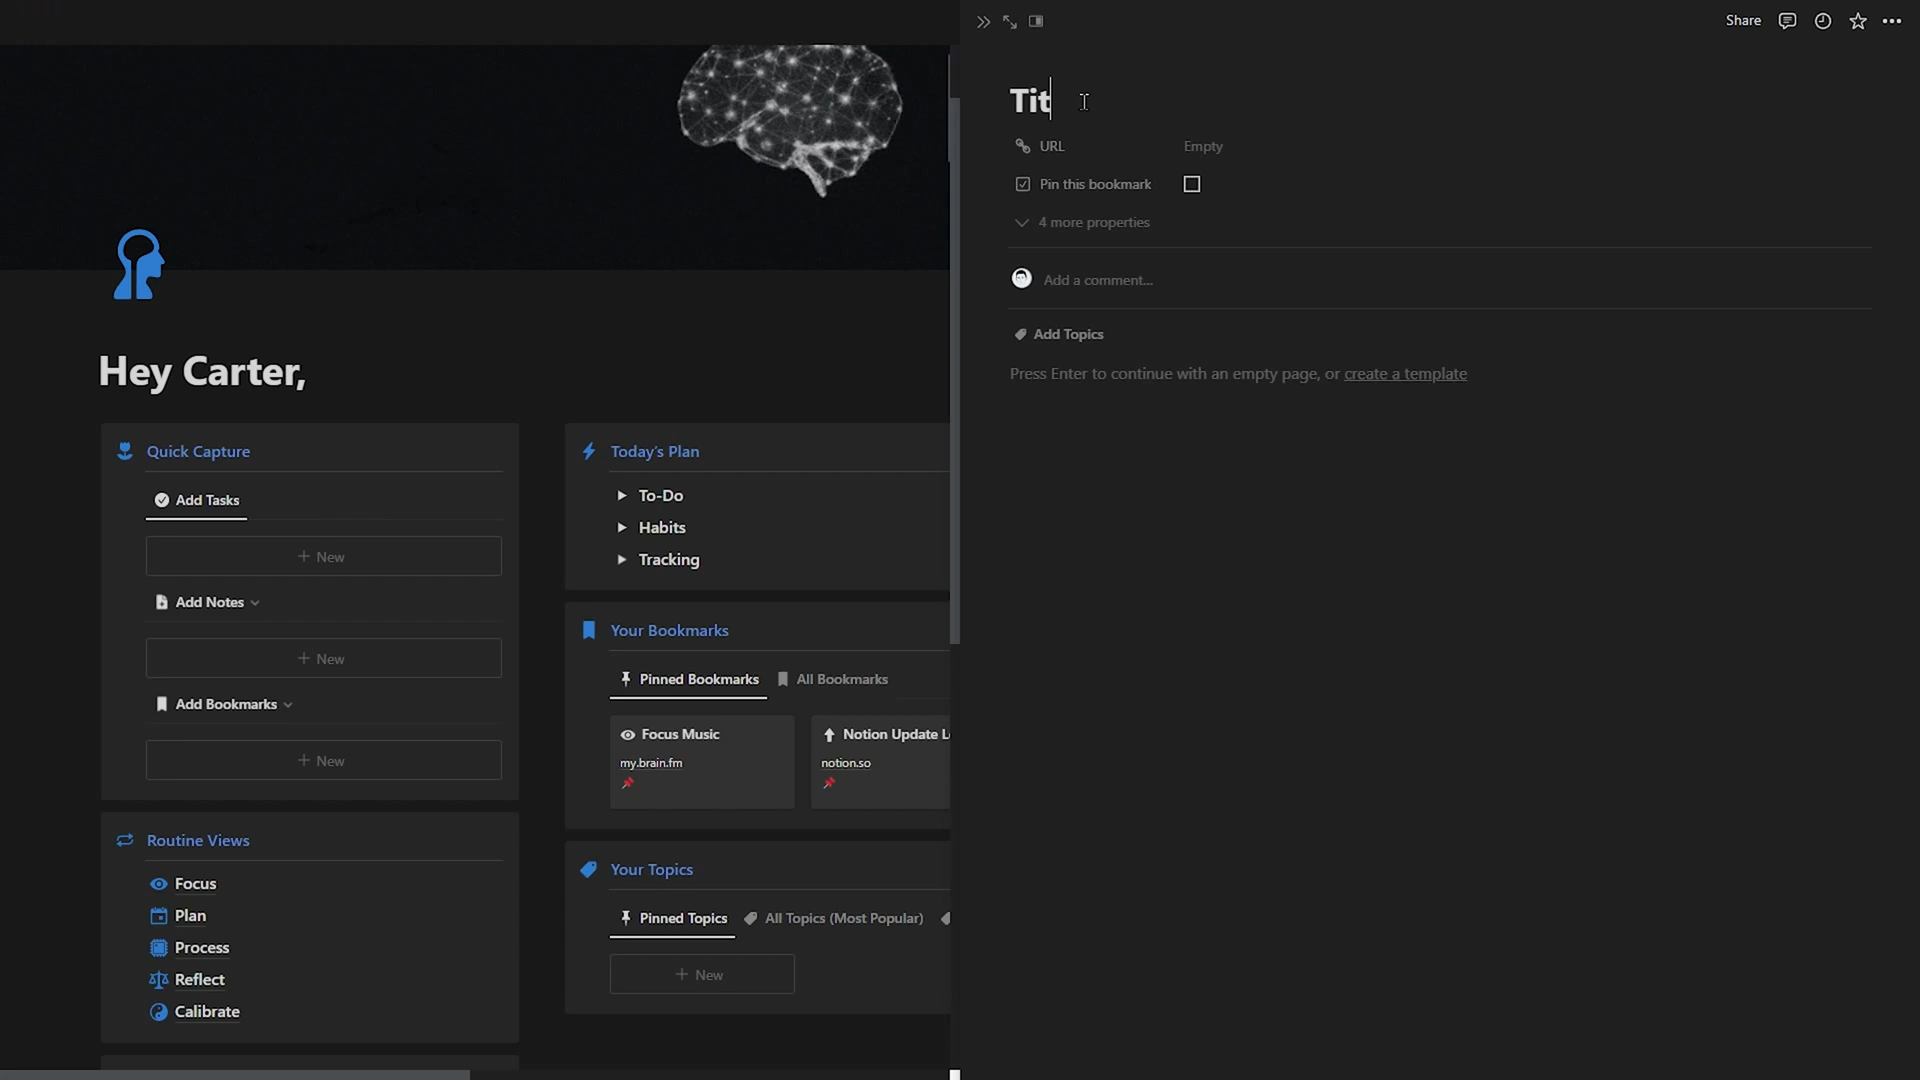 Share
Tit
URL Empty
Pin this bookmark
4 more properties
Add a comment...
Add Topics
Press Enter to continue with an empty page, or create a template
Hey Carter,
Quick Capture
Add Tasks
+ New
Add Notes
+ New
Add Bookmarks
+ New
Routine Views
Focus
Plan
Process
Reflect
Calibrate
Today's Plan
To-Do
Habits
Tracking
Your Bookmarks
Pinned Bookmarks All Bookmarks
Focus Music
my.brain.fm
Notion Update L
notion.so
Your Topics
Pinned Topics All Topics (Most Popular)
+ New